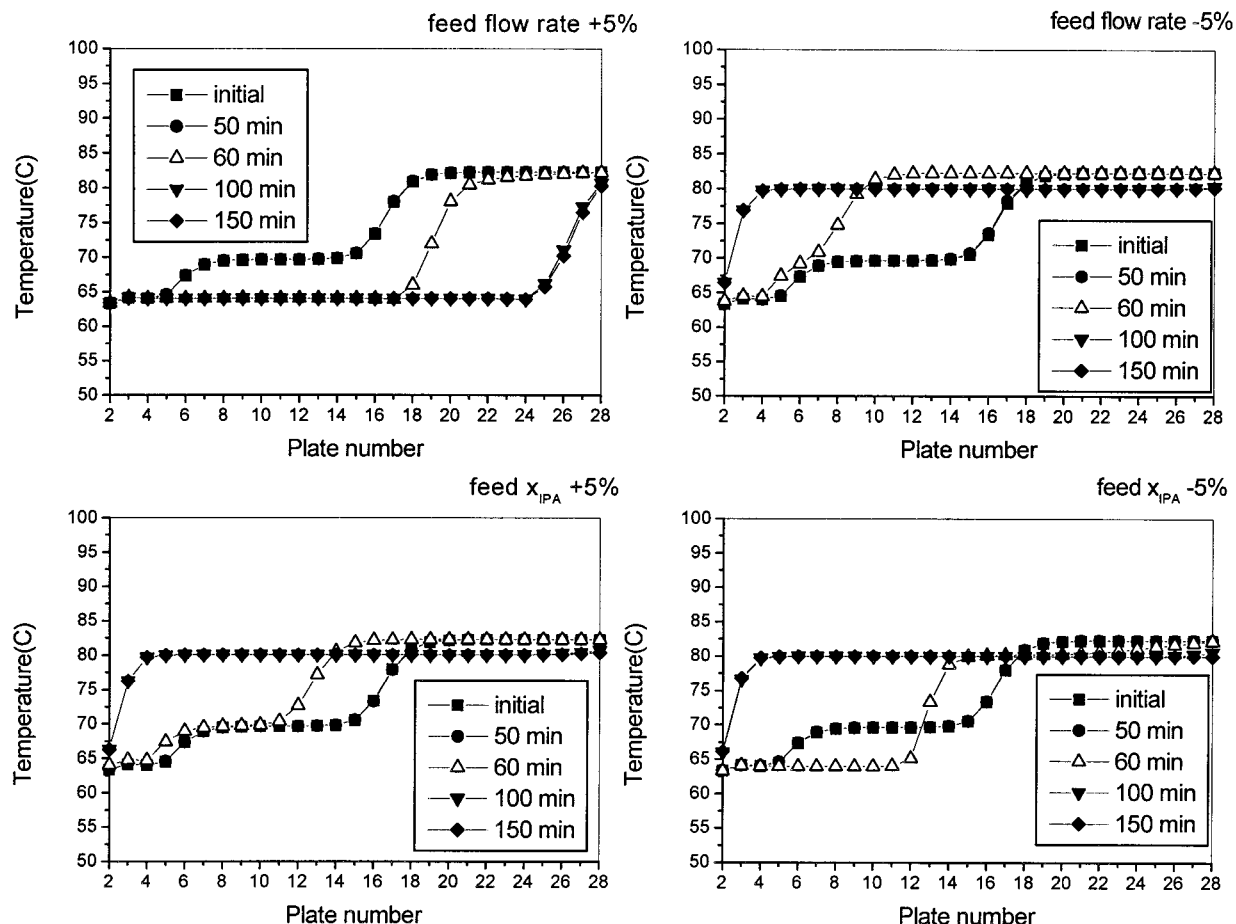 feed flow rate +5%
100
95
90
85
80
75
70
65
60
55
50
Temperature(C)
initial
50 min
60 min
100 min
150 min
2 4 6 8 10 12 14 16 18 20 22 24 26 28
Plate number
feed flow rate -5%
100
95
90
85
80
75
70
65
60
55
50
Temperature(C)
initial
50 min
60 min
100 min
150 min
2 4 6 8 10 12 14 16 18 20 22 24 26 28
Plate number
feed x_IPA +5%
100
95
90
85
80
75
70
65
60
55
50
Temperature(C)
initial
50 min
60 min
100 min
150 min
2 4 6 8 10 12 14 16 18 20 22 24 26 28
Plate number
feed x_IPA -5%
100
95
90
85
80
75
70
65
60
55
50
Temperature(C)
initial
50 min
60 min
100 min
150 min
2 4 6 8 10 12 14 16 18 20 22 24 26 28
Plate number